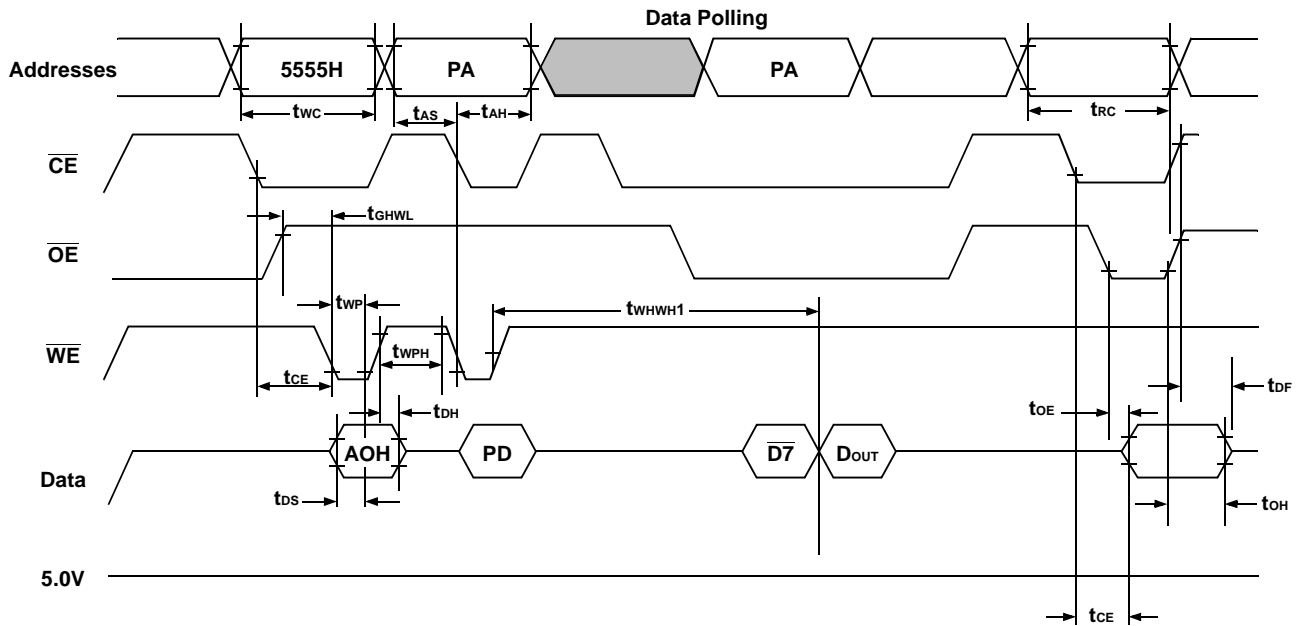 Data Polling
Addresses
5555H
PA
PA
tWC
tAS
tAH
tRC
CE
tGHWL
OE
tWP
tWHWH1
WE
tWPH
tCE
tDF
tDH
tOE
AOH
PD
D7
DOUT
Data
tDS
tOH
5.0V
tCE